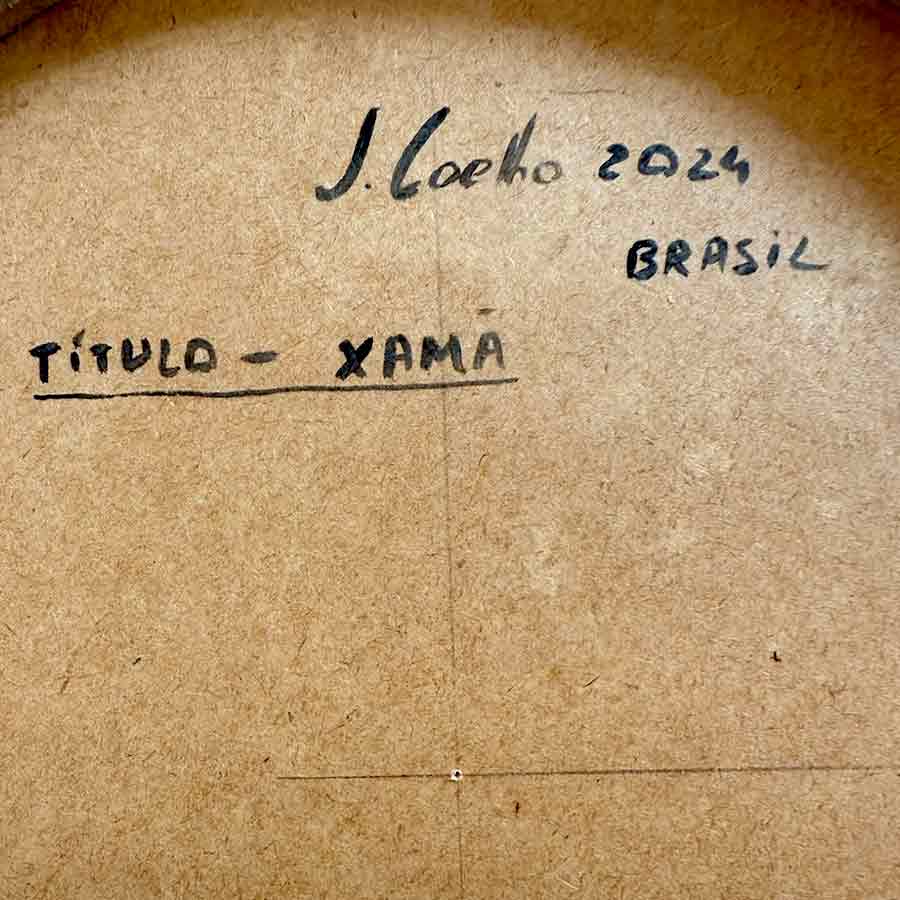 J. Coelho 2024
BRASiL
TÍTULO - XAMÃ